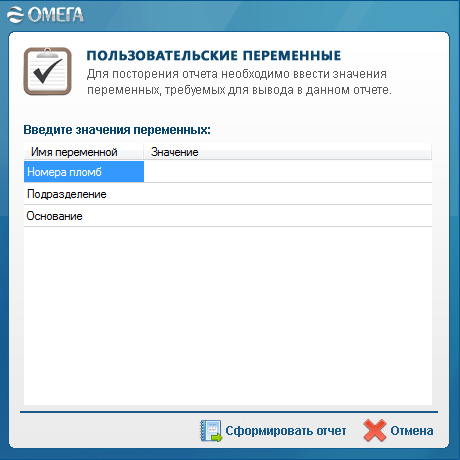 ОМЕГА
ПОЛЬЗОВАТЕЛЬСКИЕ ПЕРЕМЕННЫЕ
Для посторения отчета необходимо ввести значения
переменных, требуемых для вывода в данном отчете.
Введите значения переменных:
Имя переменной Значение
Номера пломб
Подразделение
Основание
Сформировать отчет Отмена